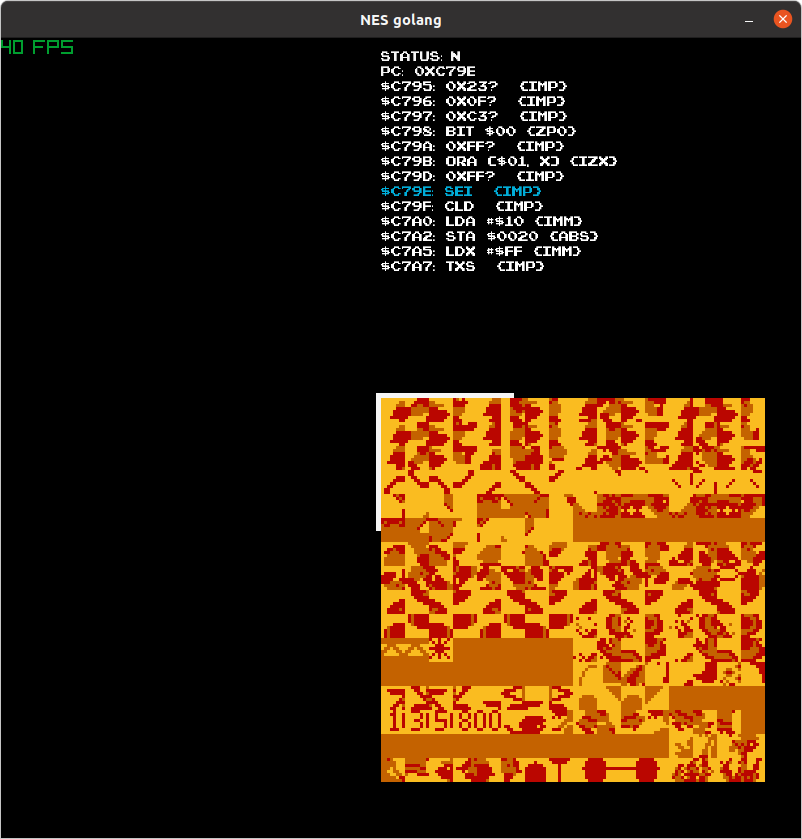 NES golang
40 FPS
STATUS: N
PC: 0XC79E
$C795: 0X23? {IMP}
$C796: 0X0F? {IMP}
$C797: 0XC3? {IMP}
$C798: BIT $00 {ZP0}
$C79A: 0XFF? {IMP}
$C79B: ORA ($01, X) {IZX}
$C79D: 0XFF? {IMP}
$C79E: SEI {IMP}
$C79F: CLD {IMP}
$C7A0: LDA #$10 {IMM}
$C7A2: STA $0020 {ABS}
$C7A5: LDX #$FF {IMM}
$C7A7: TXS {IMP}